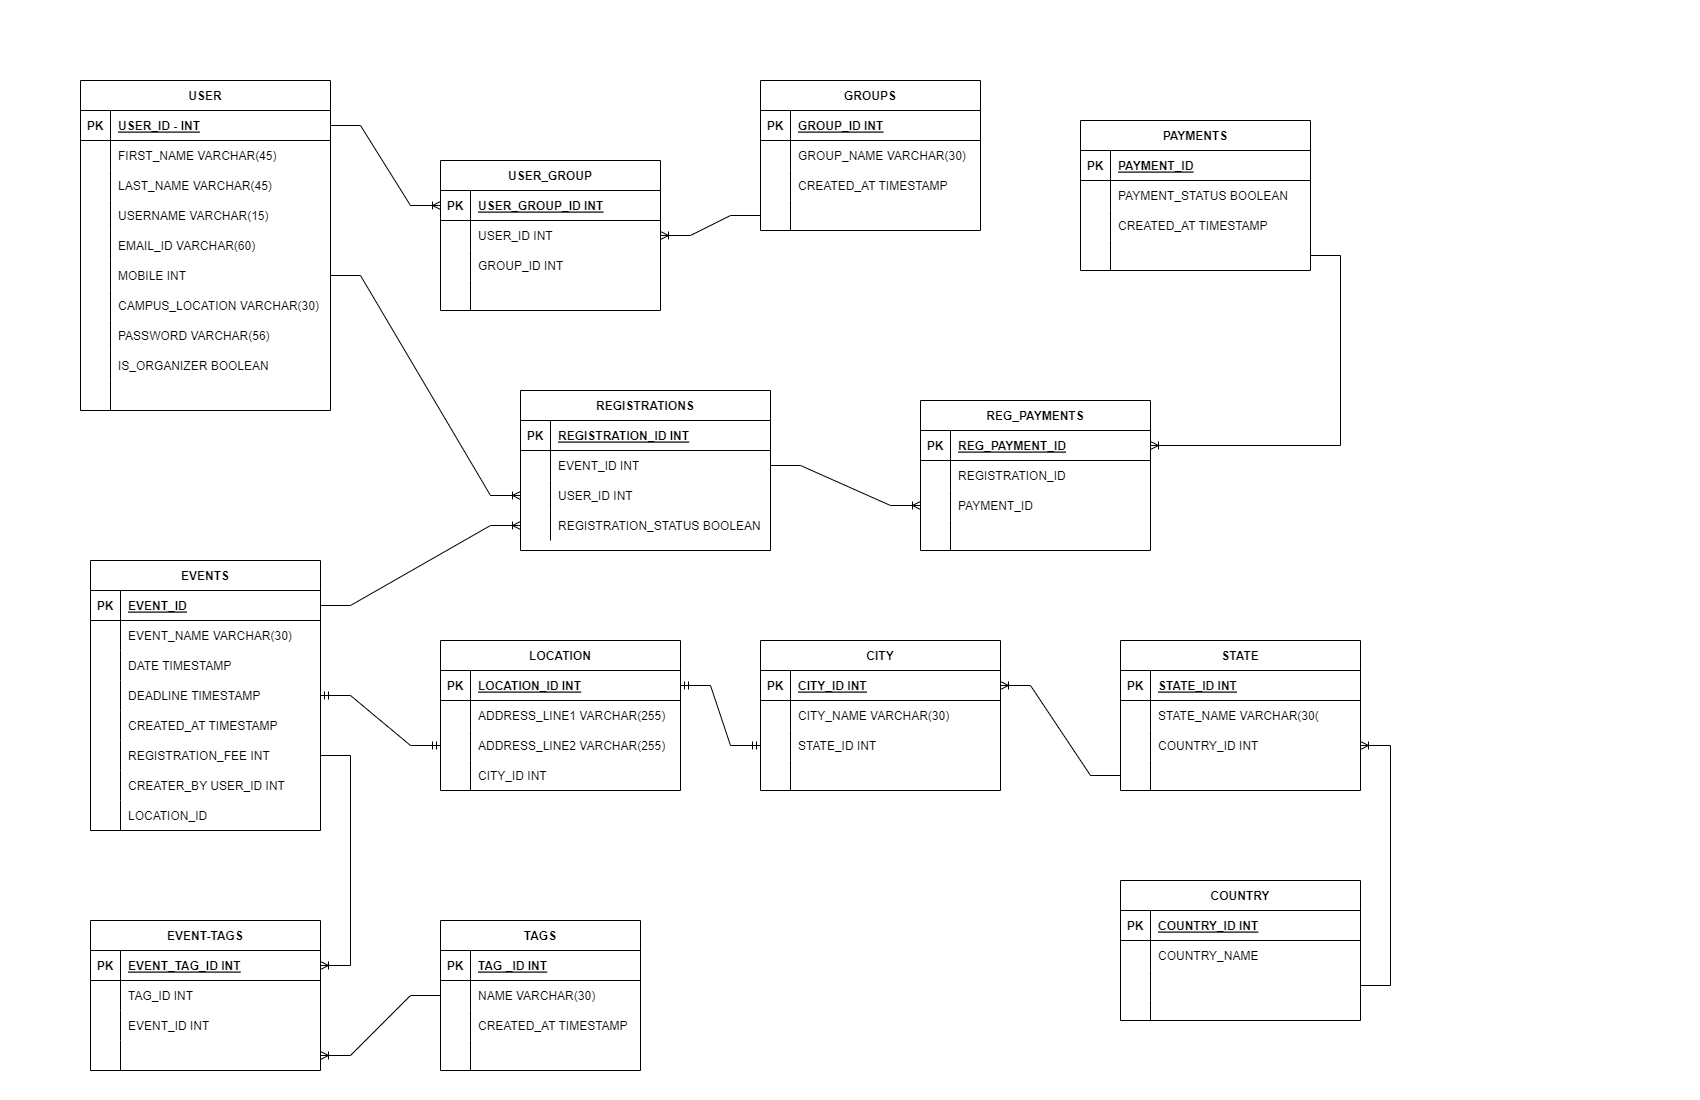 USER
PK USER_ID - INT
FIRST_NAME VARCHAR(45)
LAST_NAME VARCHAR(45)
USERNAME VARCHAR(15)
EMAIL_ID VARCHAR(60)
MOBILE INT
CAMPUS_LOCATION VARCHAR(30)
PASSWORD VARCHAR(56)
IS_ORGANIZER BOOLEAN
USER_GROUP
PK USER_GROUP_ID INT
USER_ID INT
GROUP_ID INT
GROUPS
PK GROUP_ID INT
GROUP_NAME VARCHAR(30)
CREATED_AT TIMESTAMP
PAYMENTS
PK PAYMENT_ID
PAYMENT_STATUS BOOLEAN
CREATED_AT TIMESTAMP
REGISTRATIONS
PK REGISTRATION_ID INT
EVENT_ID INT
USER_ID INT
REGISTRATION_STATUS BOOLEAN
REG_PAYMENTS
PK REG_PAYMENT_ID
REGISTRATION_ID
PAYMENT_ID
EVENTS
PK EVENT_ID
EVENT_NAME VARCHAR(30)
DATE TIMESTAMP
DEADLINE TIMESTAMP
CREATED_AT TIMESTAMP
REGISTRATION_FEE INT
CREATER_BY USER_ID INT
LOCATION_ID
LOCATION
PK LOCATION_ID INT
ADDRESS_LINE1 VARCHAR(255)
ADDRESS_LINE2 VARCHAR(255)
CITY_ID INT
CITY
PK CITY_ID INT
CITY_NAME VARCHAR(30)
STATE_ID INT
STATE
PK STATE_ID INT
STATE_NAME VARCHAR(30(
COUNTRY_ID INT
COUNTRY
PK COUNTRY_ID INT
COUNTRY_NAME
EVENT-TAGS
PK EVENT_TAG_ID INT
TAG_ID INT
EVENT_ID INT
TAGS
PK TAG _ID INT
NAME VARCHAR(30)
CREATED_AT TIMESTAMP